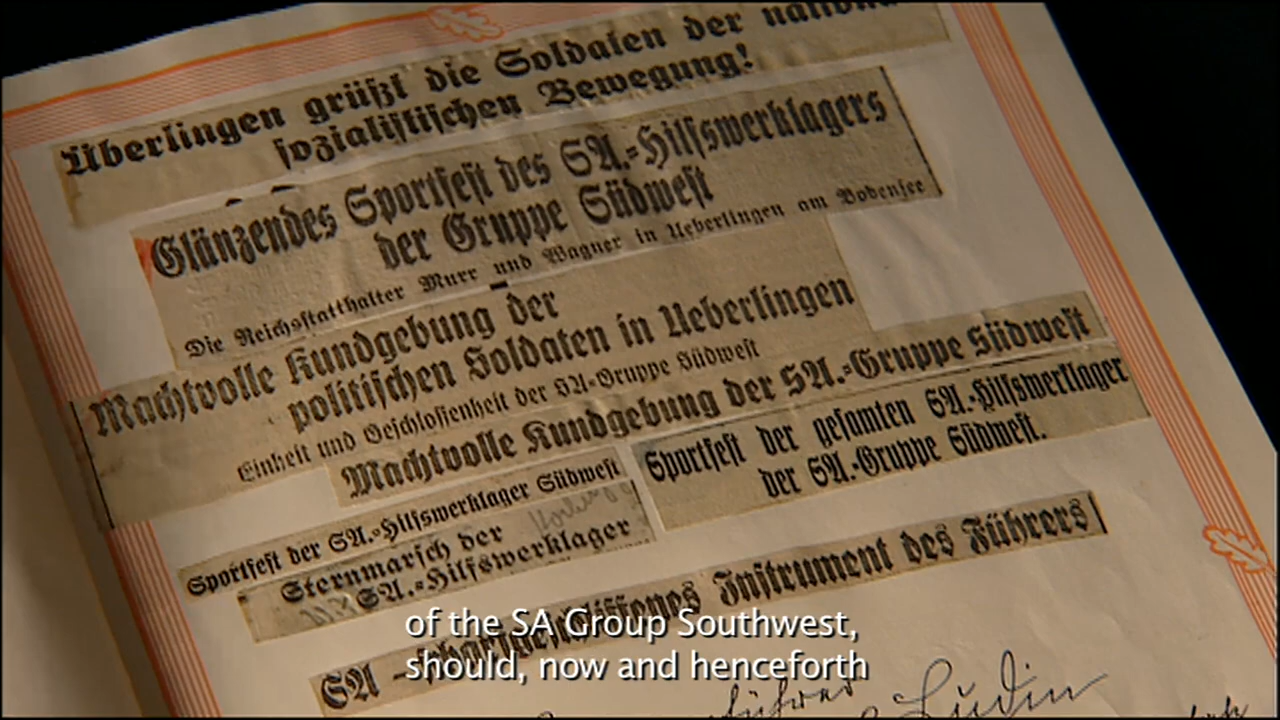 Überlingen grüßt die Soldaten der
sozialistischen Bewegung!
Glänzendes Sportfest des SA.-Hilfswerklagers
der Gruppe Südwest
Die Reichsstatthalter Murr und Wagner in Ueberlingen am Bodensee
Machtvolle Kundgebung der
politischen Soldaten in Ueberlingen
Einheit und Geschlossenheit der SA-Gruppe Südwest
Machtvolle Kundgebung der SA.-Gruppe Südwest
Sportfest der SA.-Hilfswerklager Südwest
Sportfest der gesamten SA.-Hilfswerklager
der SA.-Gruppe Südwest.
Sternmarsch der
SA.-Hilfswerklager
SA - Instrument des Führers
Ludin
of the SA Group Southwest,
should, now and henceforth